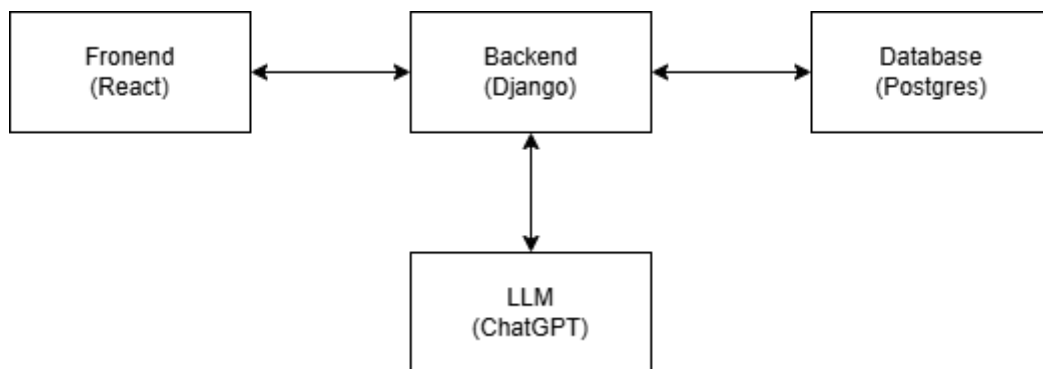 Fronend
(React)
Backend
(Django)
Database
(Postgres)
LLM
(ChatGPT)